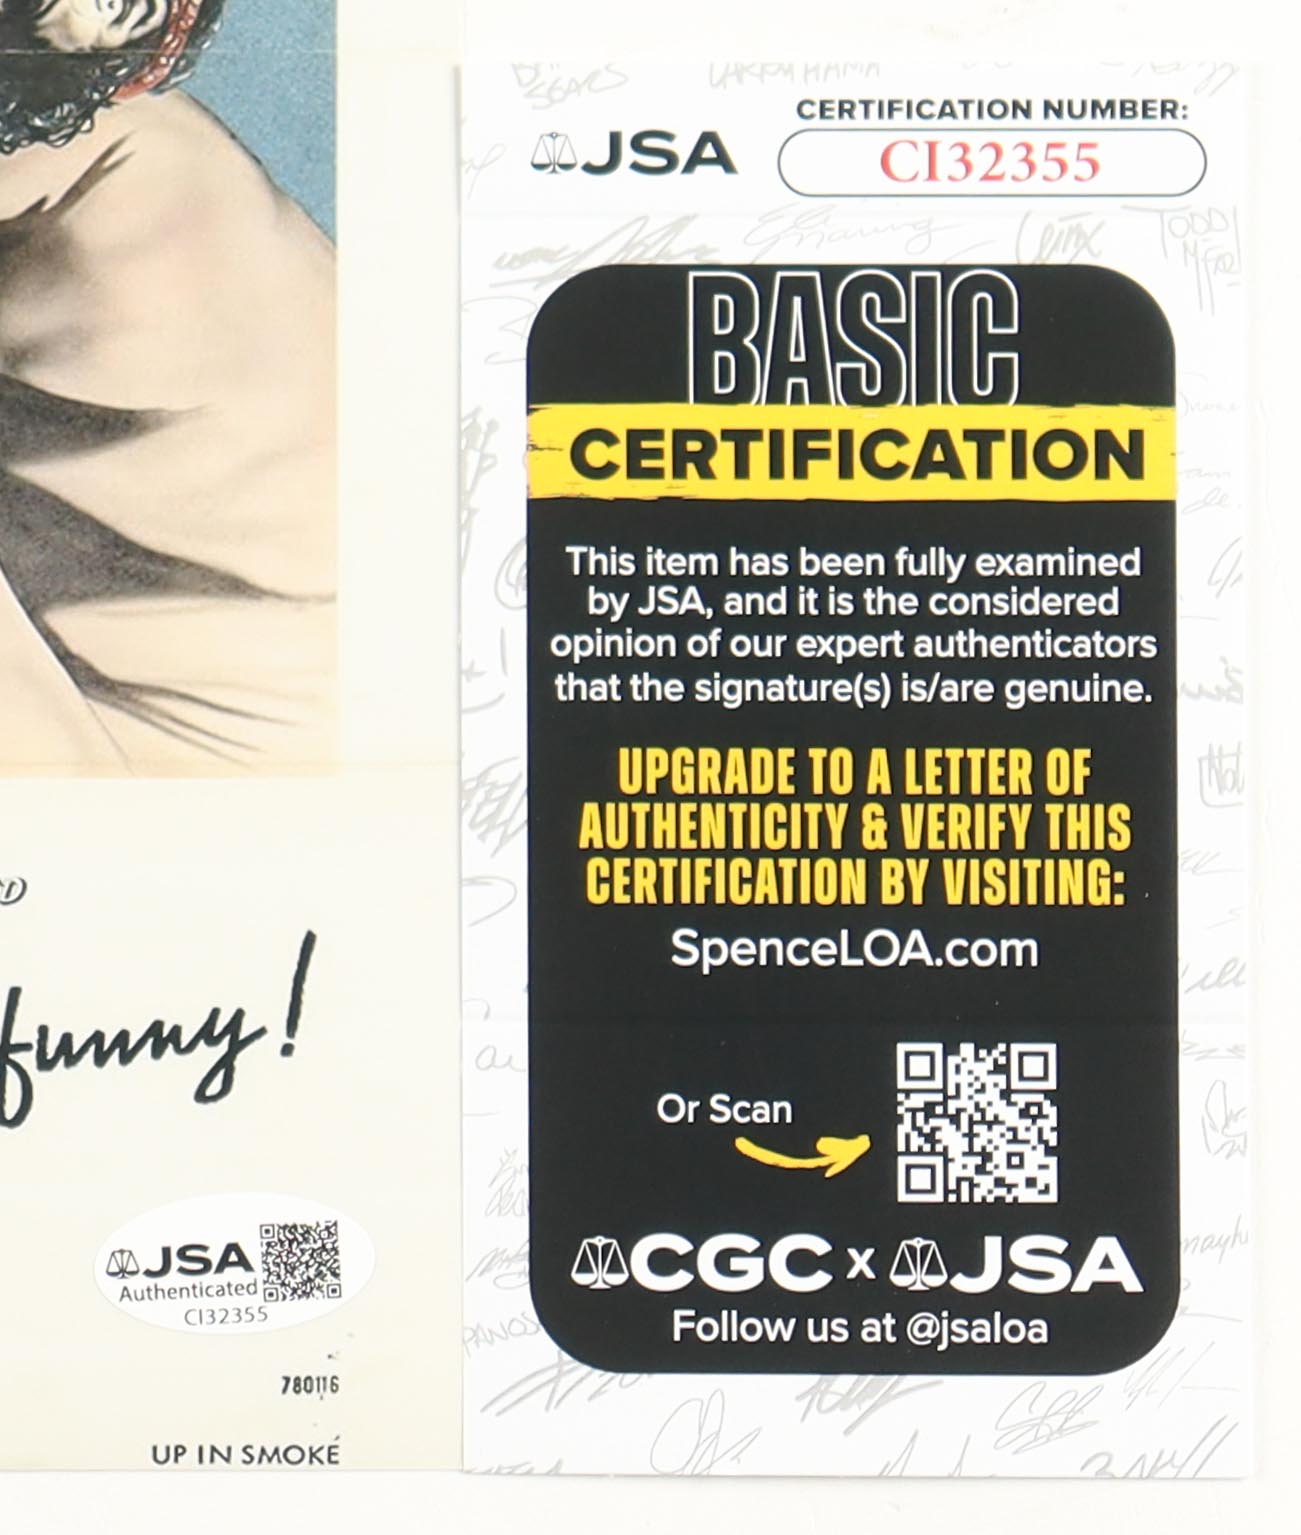 CERTIFICATION NUMBER:
JSA
CI32355
BASIC
CERTIFICATION
This item has been fully examined
by JSA, and it is the considered
opinion of our expert authenticators
that the signature(s) is/are genuine.
UPGRADE TO A LETTER OF
AUTHENTICITY & VERIFY THIS
CERTIFICATION BY VISITING:
SpenceLOA.com
Or Scan
CGC x JSA
Follow us at @jsaloa
funny!
JSA
Authenticated
CI32355
780116
UP IN SMOKE